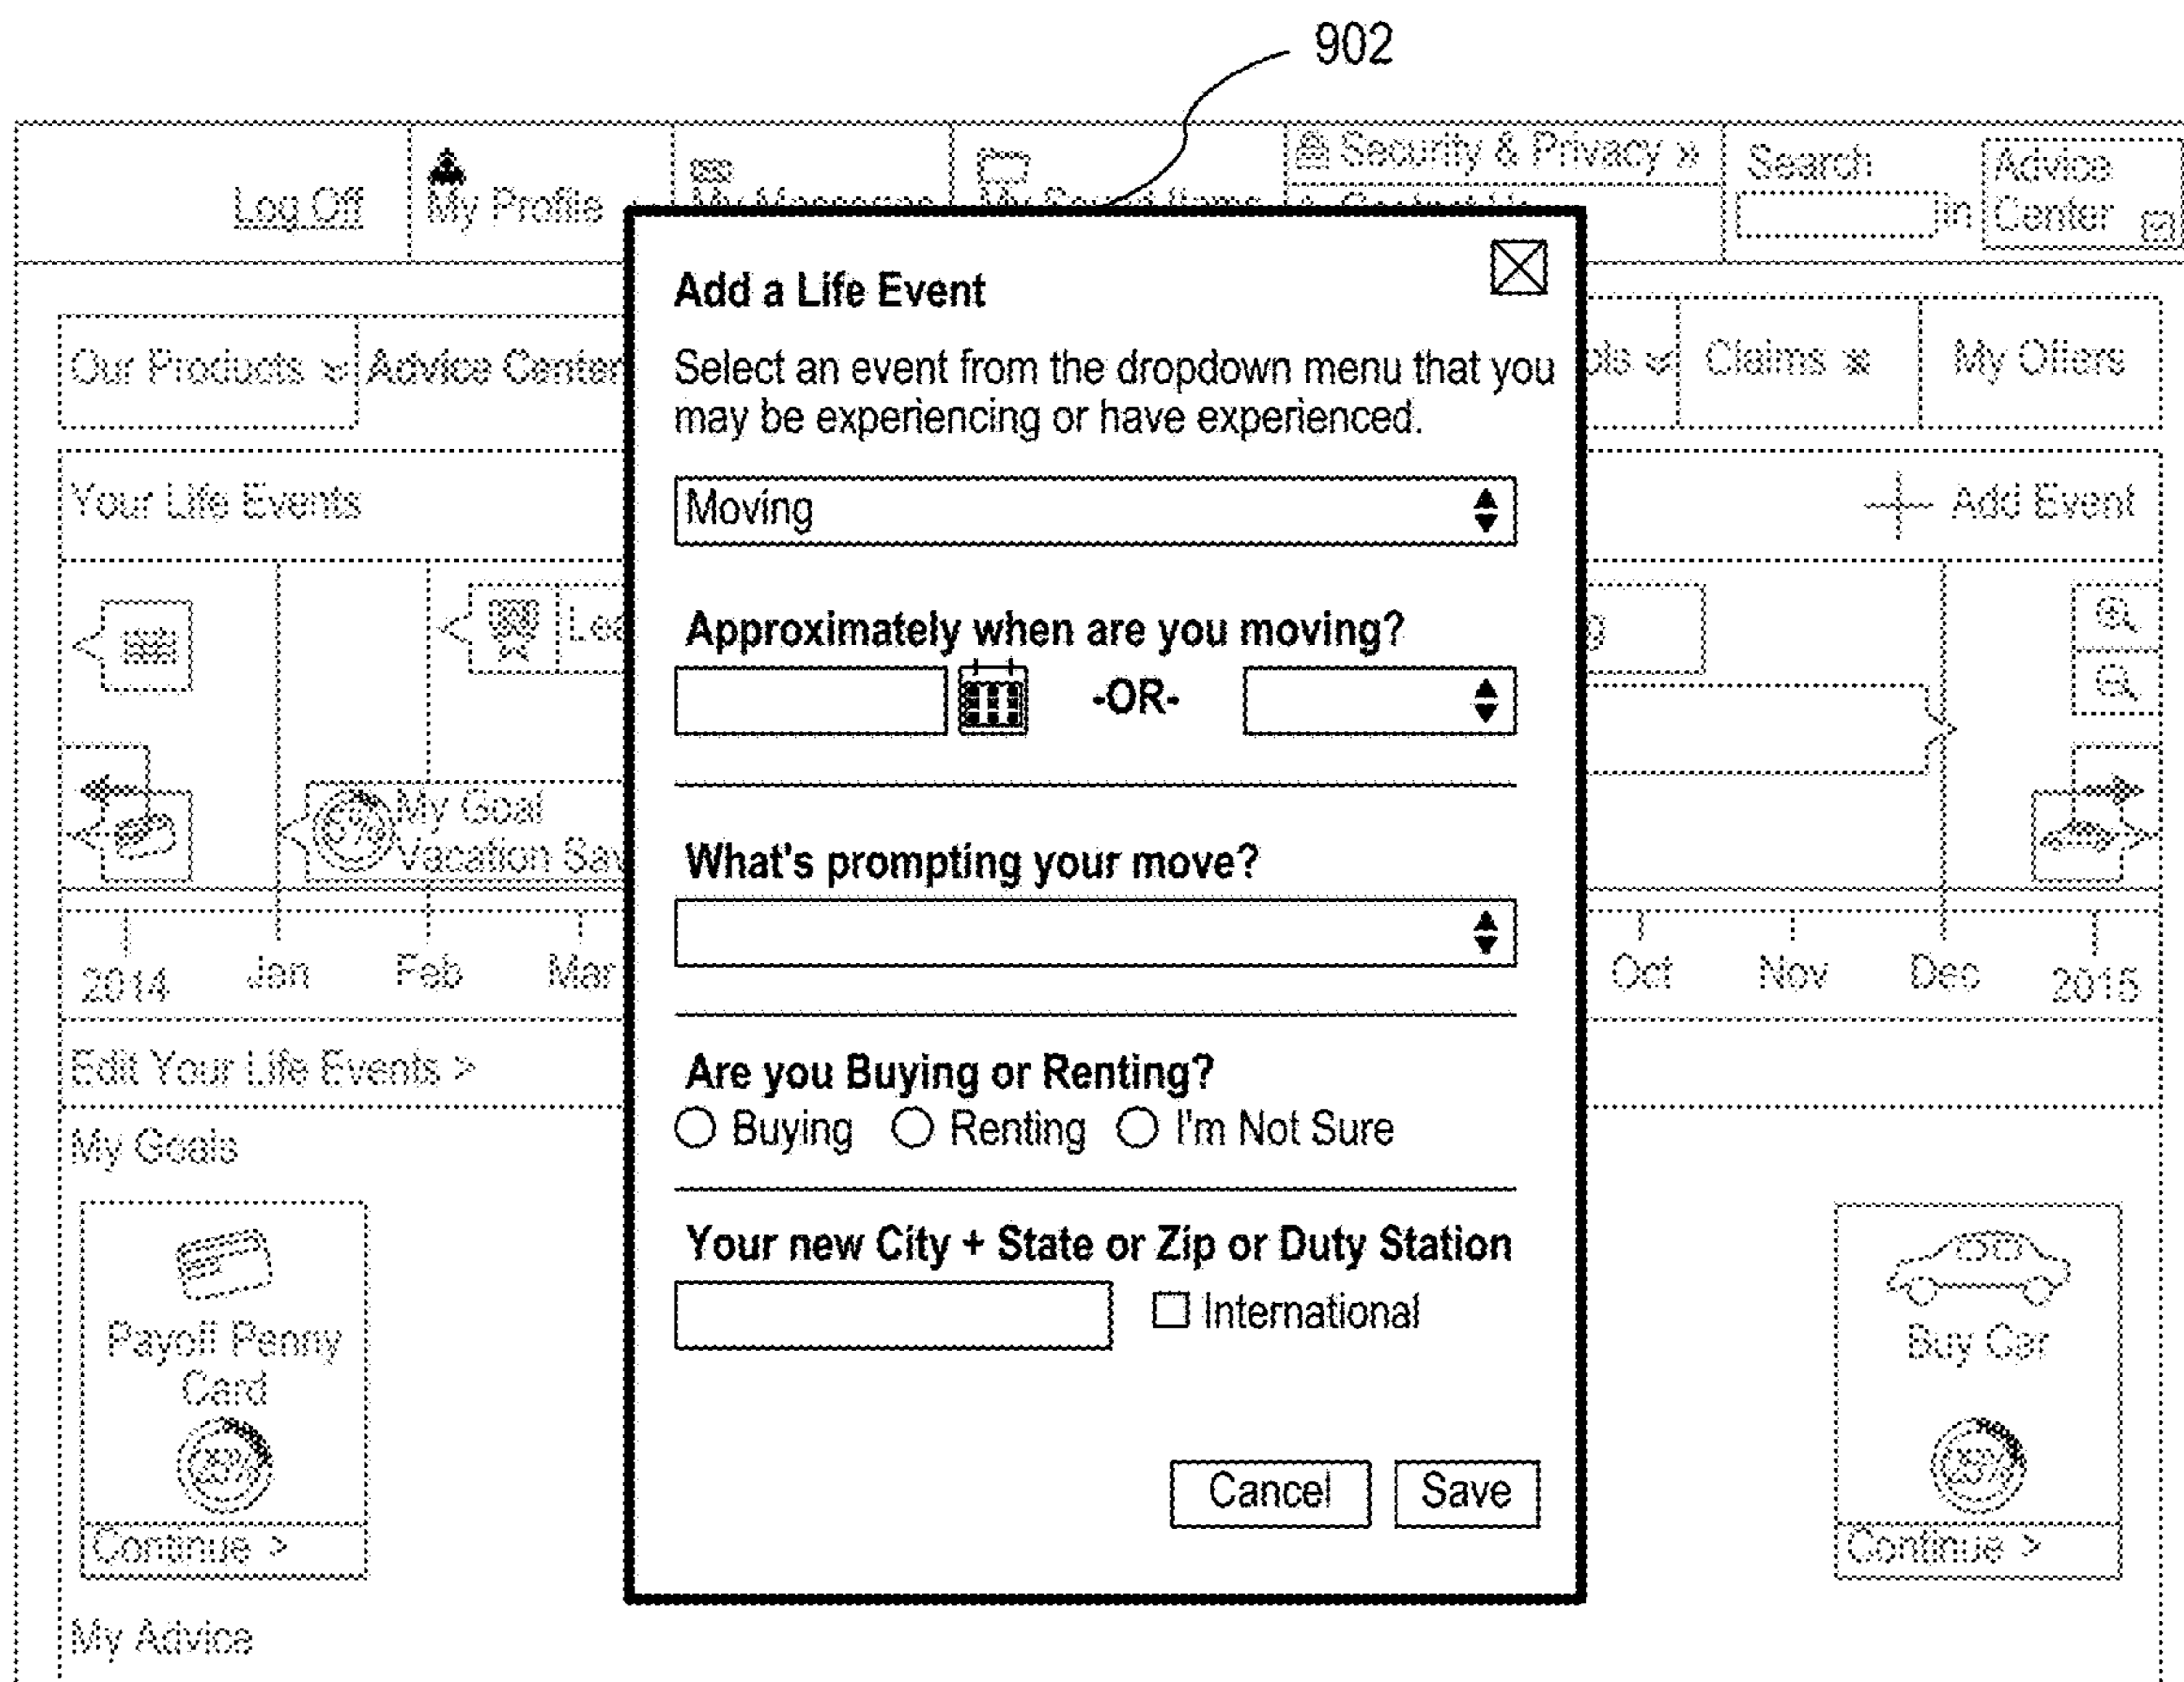 902
Security & Privacy »
Search
Advice
Log Off
My Profile
My Messages
in
Center
Add a Life Event
Our Products
Advice Center
Select an event from the dropdown menu that you
may be experiencing or have experienced.
Claims
My Offers
Your Life Events
Moving
Add Event
Approximately when are you moving?
-OR-
My Goal
Vacation Sav
What's prompting your move?
2014 Jan Feb Mar
Oct Nov Dec 2015
Edit Your Life Events >
Are you Buying or Renting?
Buying Renting I'm Not Sure
My Goals
Your new City + State or Zip or Duty Station
International
Payoff Penny
Card
Buy Car
Cancel Save
Continue >
Continue >
My Advice